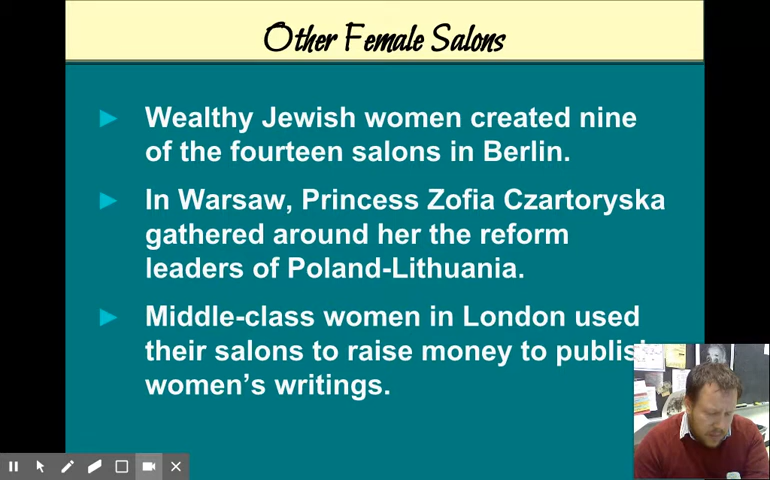 Other Female Salons
Wealthy Jewish women created nine
of the fourteen salons in Berlin.
In Warsaw, Princess Zofia Czartoryska
gathered around her the reform
leaders of Poland-Lithuania.
Middle-class women in London used
their salons to raise money to publish
women's writings.